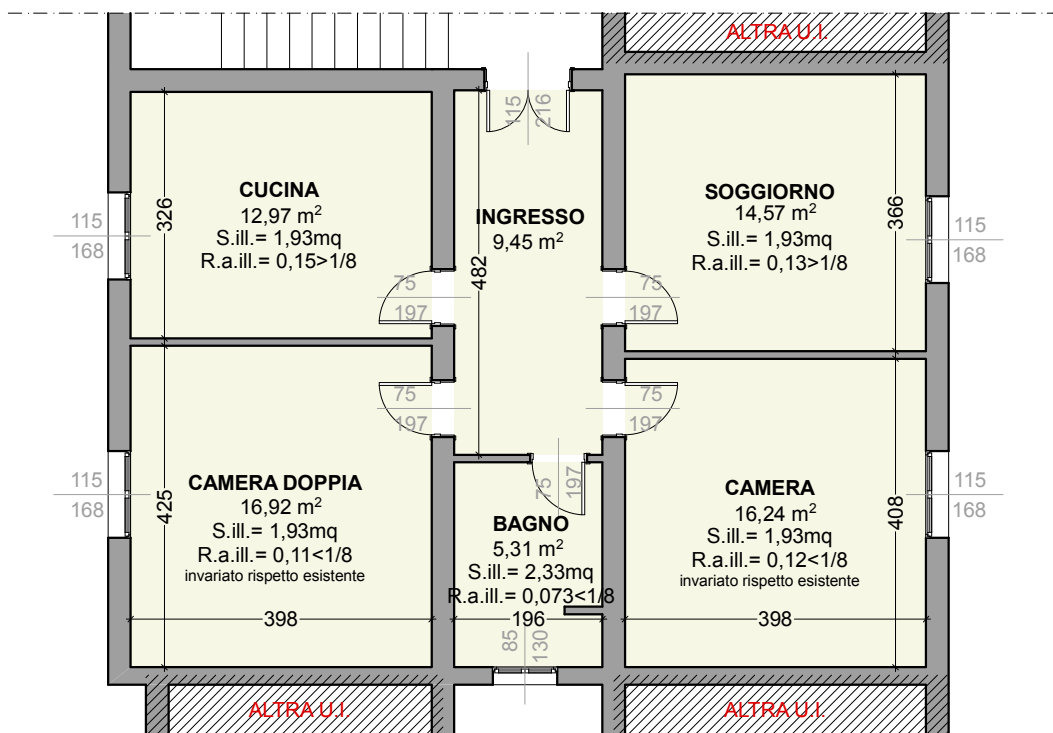 ALTRA U.I.
115
216
CUCINA
12,97 m²
S.ill.= 1,93mq
R.a.ill.= 0,15>1/8
326
115
168
INGRESSO
9,45 m²
482
SOGGIORNO
14,57 m²
S.ill.= 1,93mq
R.a.ill.= 0,13>1/8
366
115
168
75
197
75
197
75
197
75
197
CAMERA DOPPIA
16,92 m²
S.ill.= 1,93mq
R.a.ill.= 0,11<1/8
invariato rispetto esistente
425
398
115
168
75
197
BAGNO
5,31 m²
S.ill.= 2,33mq
R.a.ill.= 0,073<1/8
196
85
130
CAMERA
16,24 m²
S.ill.= 1,93mq
R.a.ill.= 0,12<1/8
invariato rispetto esistente
408
398
115
168
ALTRA U.I.
ALTRA U.I.